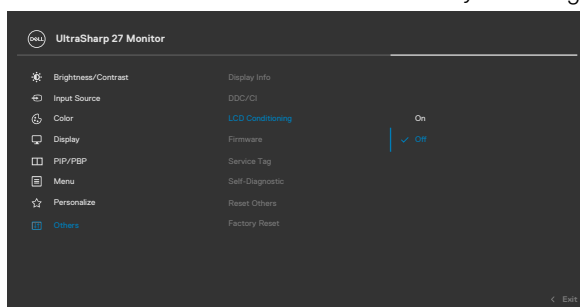 DELL UltraSharp 27 Monitor
Brightness/Contrast Display Info
Input Source DDC/CI
Color LCD Conditioning On
Display Firmware ✓ Off
PIP/PBP Service Tag
Menu Self-Diagnostic
Personalize Reset Others
Others Factory Reset
< Exit